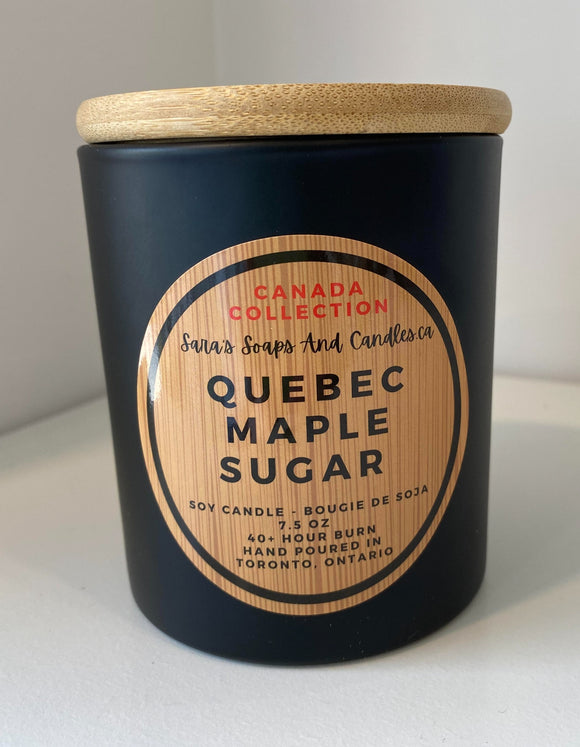 CANADA
COLLECTION
Sara's Soaps And Candles.ca
QUEBEC
MAPLE
SUGAR
SOY CANDLE - BOUGIE DE SOJA
7.5 OZ
40+ HOUR BURN
HAND POURED IN
TORONTO, ONTARIO